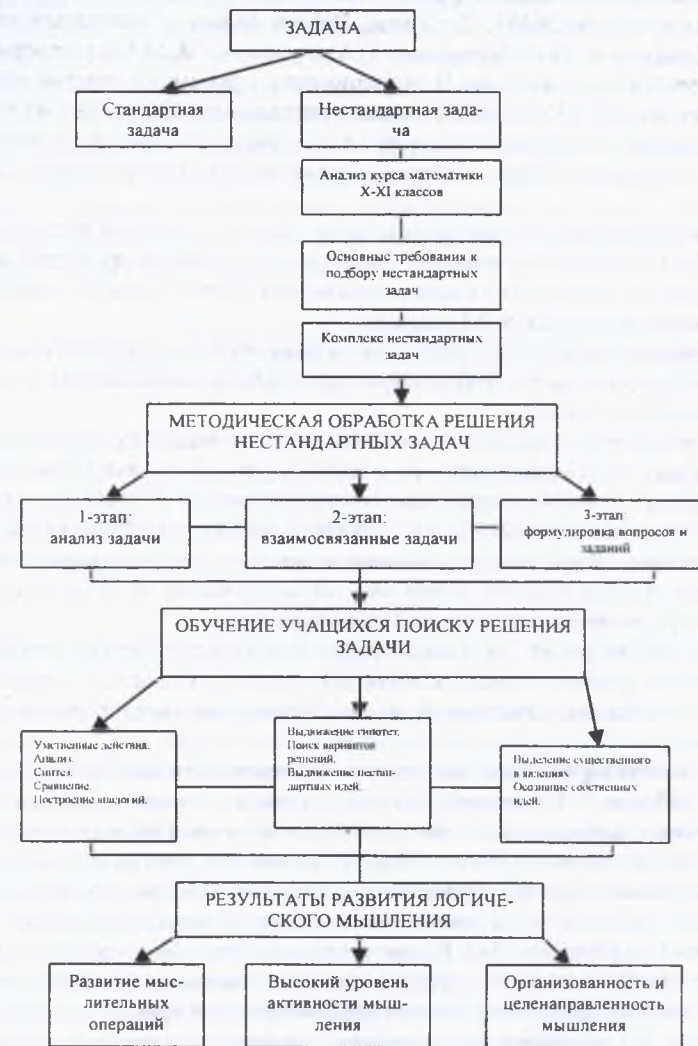 ЗАДАЧА
Стандартная
задача
Нестандартная зада-
ча
Анализ курса математики
X-XI классов
Основные требования к
подбору нестандартных
задач
Комплекс нестандартных
задач
МЕТОДИЧЕСКАЯ ОБРАБОТКА РЕШЕНИЯ
НЕСТАНДАРТНЫХ ЗАДАЧ
1-этап:
анализ задачи
2-этап:
взаимосвязанные задачи
3-этап:
формулировка вопросов и
заданий
ОБУЧЕНИЕ УЧАЩИХСЯ ПОИСКУ РЕШЕНИЯ
ЗАДАЧИ
Умственные действия:
Анализ.
Синтез.
Сравнение.
Построение аналогий.
Выдвижение гипотез;
Поиск вариантов
решений.
Выдвижение нестан-
дартных идей.
Выделение существенного
в явлениях
Осознание собственных
идей.
РЕЗУЛЬТАТЫ РАЗВИТИЯ ЛОГИЧЕ-
СКОГО МЫШЛЕНИЯ
Развитие мыс-
лительных
операций
Высокий уровень
активности мыш-
ления
Организованность и
целенаправленность
мышления